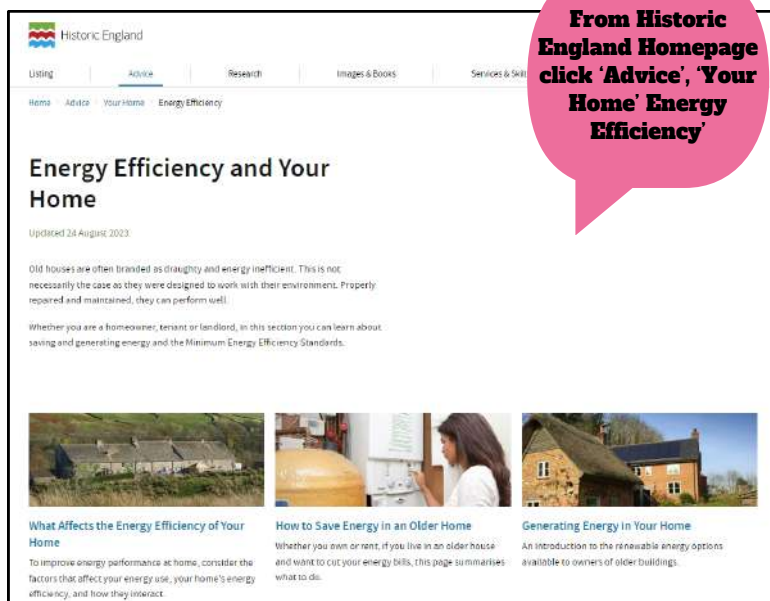 From Historic
England Homepage
click ‘Advice’, ‘Your
Home’ Energy
Efficiency’
Historic England
Listing Advice Research Images & Books Services & Skills
Home Advice Your Home Energy Efficiency
Energy Efficiency and Your
Home
Updated 24 August 2023
Old houses are often branded as draughty and energy inefficient. This is not
necessarily the case as they were designed to work with their environment. Properly
repaired and maintained, they can perform well.
Whether you are a homeowner, tenant or landlord, in this section you can learn about
saving and generating energy and the Minimum Energy Efficiency Standards.
What Affects the Energy Efficiency of Your
Home
To improve energy performance at home, consider the
factors that affect your energy use, your home's energy
efficiency, and how they interact.
How to Save Energy in an Older Home
Whether you own or rent, if you live in an older house
and want to cut your energy bills, this page summarises
what to do.
Generating Energy in Your Home
An introduction to the renewable energy options
available to owners of older buildings.